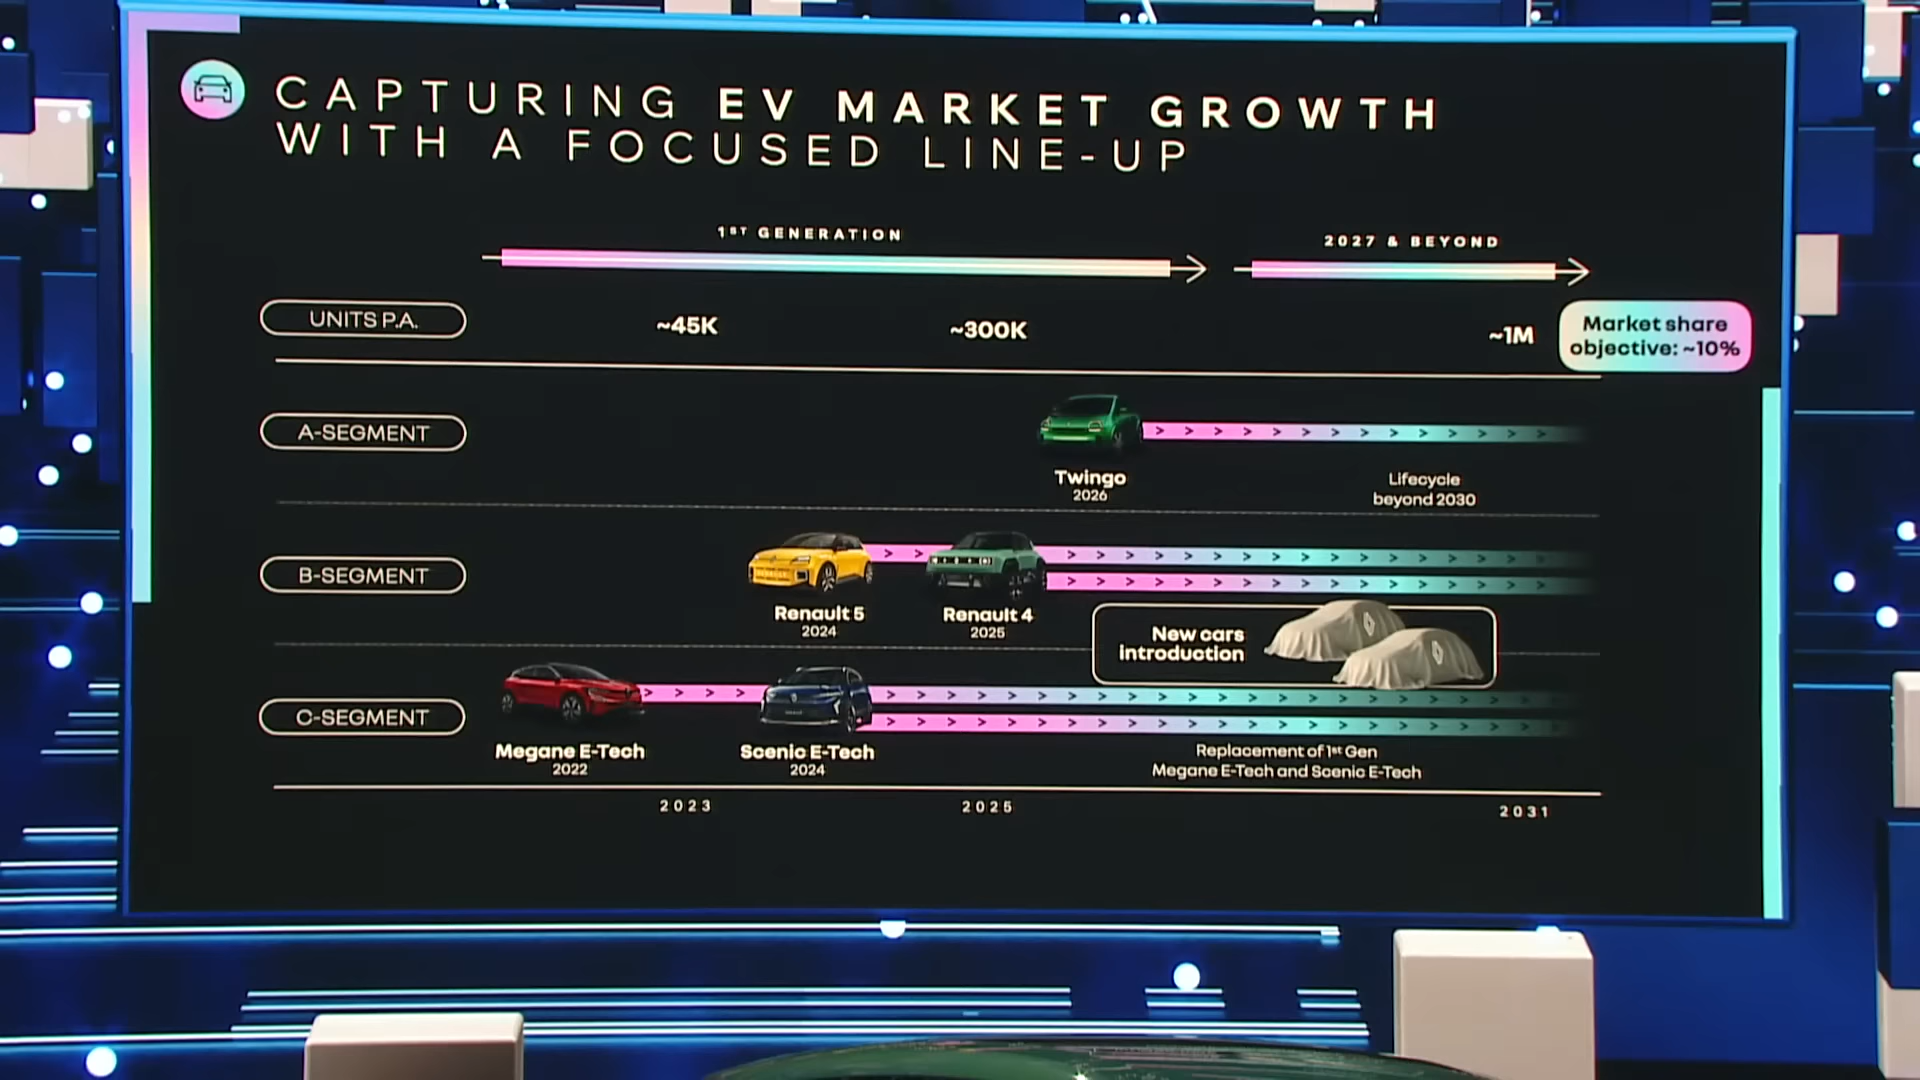 CAPTURING EV MARKET GROWTH
WITH A FOCUSED LINE-UP
1ST GENERATION
2027 & BEYOND
UNITS P.A.
~45K
~300K
~1M
Market share
objective: ~10%
A-SEGMENT
Twingo
2026
Lifecycle
beyond 2030
B-SEGMENT
Renault 5
2024
Renault 4
2025
New cars
introduction
C-SEGMENT
Megane E-Tech
2022
Scenic E-Tech
2024
Replacement of 1st Gen
Megane E-Tech and Scenic E-Tech
2023
2025
2031